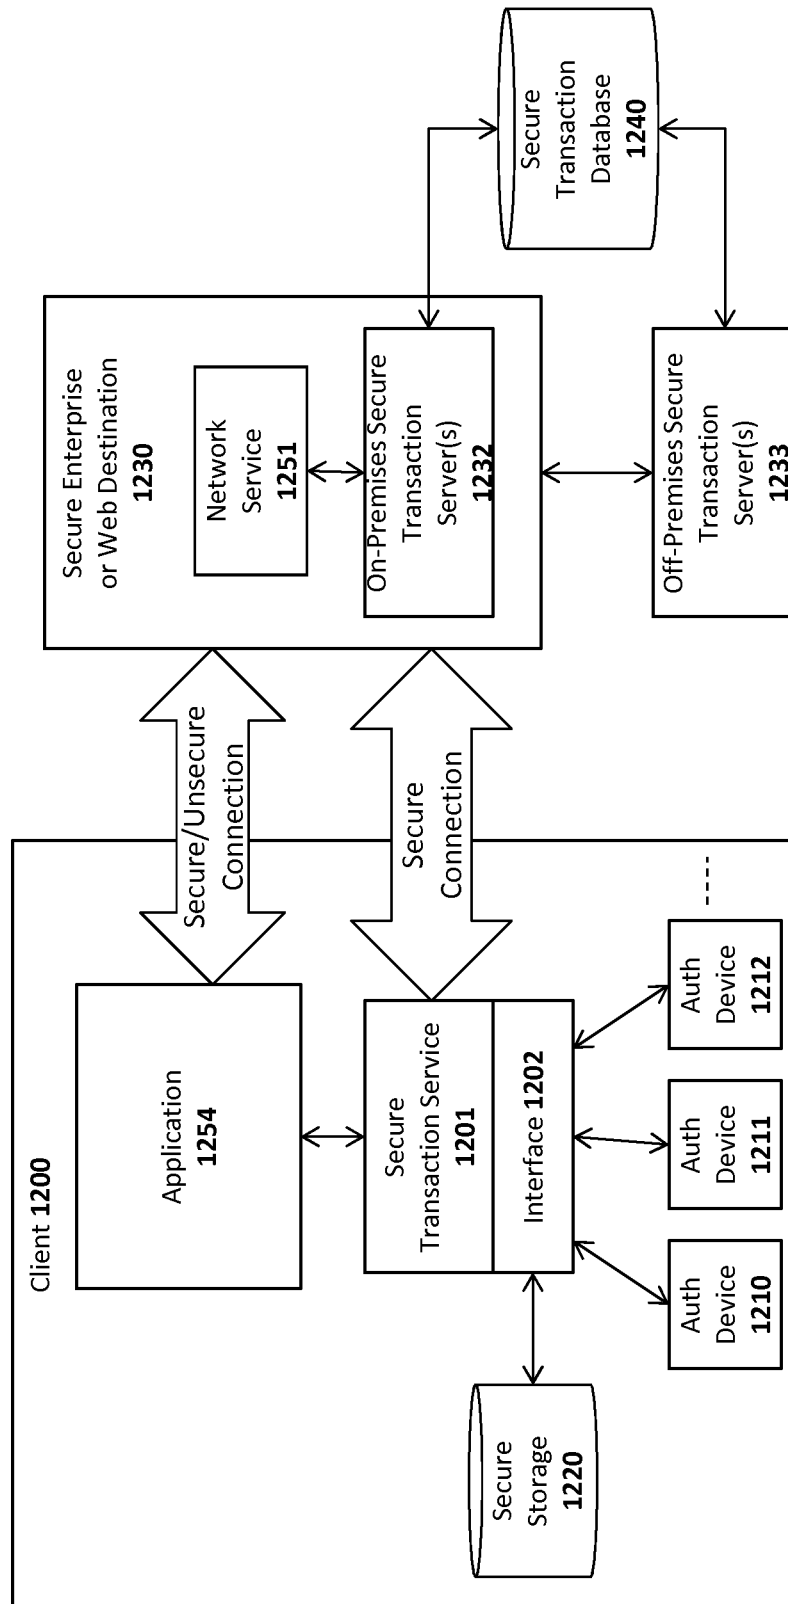 Client 1200
Application
1254
Secure
Transaction Service
1201
Interface 1202
Secure
Storage
1220
Auth
Device
1210
Auth
Device
1211
Auth
Device
1212
Secure/Unsecure
Connection
Secure
Connection
Secure Enterprise
or Web Destination
1230
Network
Service
1251
On-Premises Secure
Transaction
Server(s)
1232
Off-Premises Secure
Transaction
Server(s)
1233
Secure
Transaction
Database
1240